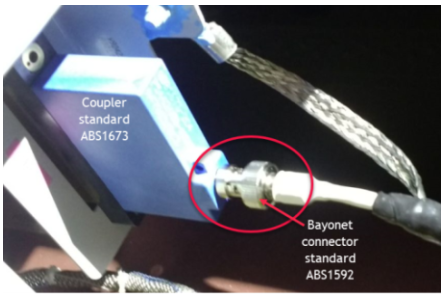 Coupler
standard
ABS1673
Bayonet
connector
standard
ABS1592